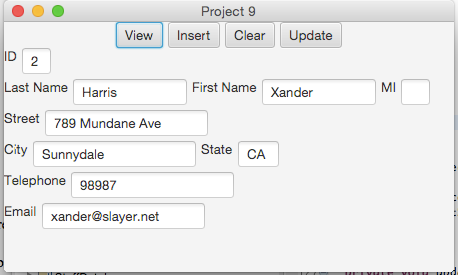 Project 9
View Insert Clear Update
ID 2
Last Name Harris First Name Xander MI
Street 789 Mundane Ave
City Sunnydale State CA
Telephone 98987
Email xander@slayer.net